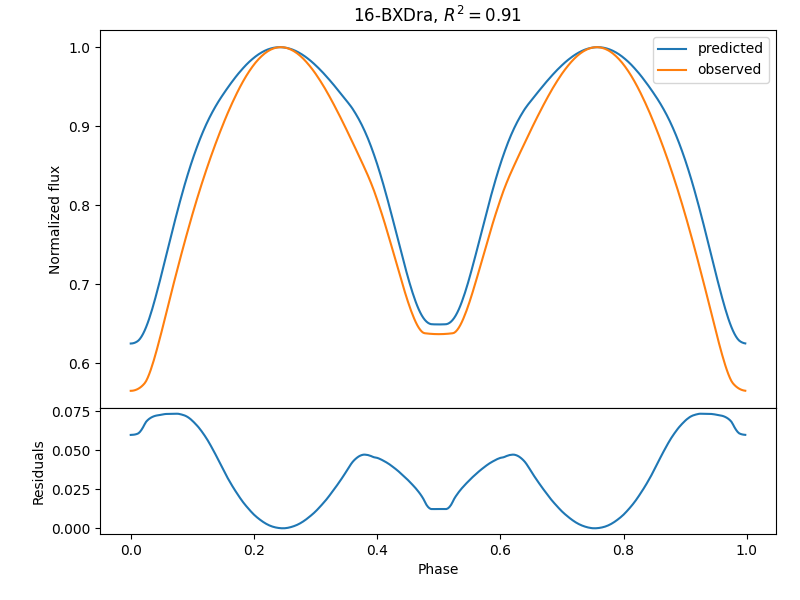 16-BXDra, R² = 0.91
predicted
observed
1.0
0.9
0.8
0.7
0.6
Normalized flux
0.075
0.050
0.025
0.000
Residuals
0.0 0.2 0.4 0.6 0.8 1.0
Phase